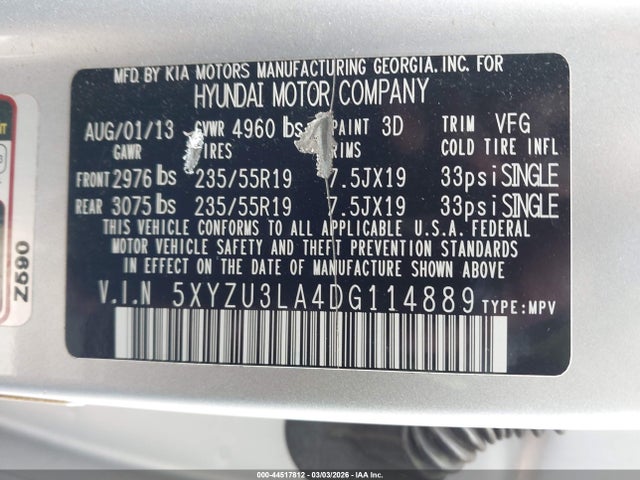 MFD. BY KIA MOTORS MANUFACTURING GEORGIA. INC. FOR
HYUNDAI MOTOR COMPANY
AUG/01/13 GVWR 4960 lbs PAINT 3D TRIM VFG
GAWR TIRES RIMS COLD TIRE INFL
FRONT 2976 lbs 235/55R19 7.5JX19 33psi SINGLE
REAR 3075 lbs 235/55R19 7.5JX19 33psi SINGLE
THIS VEHICLE CONFORMS TO ALL APPLICABLE U.S.A. FEDERAL
MOTOR VEHICLE SAFETY AND THEFT PREVENTION STANDARDS
IN EFFECT ON THE DATE OF MANUFACTURE SHOWN ABOVE.
V.I.N 5XYZU3LA4DG114889 TYPE: MPV
Z590
000-44517812 - 03/03/2026 - IAA Inc.